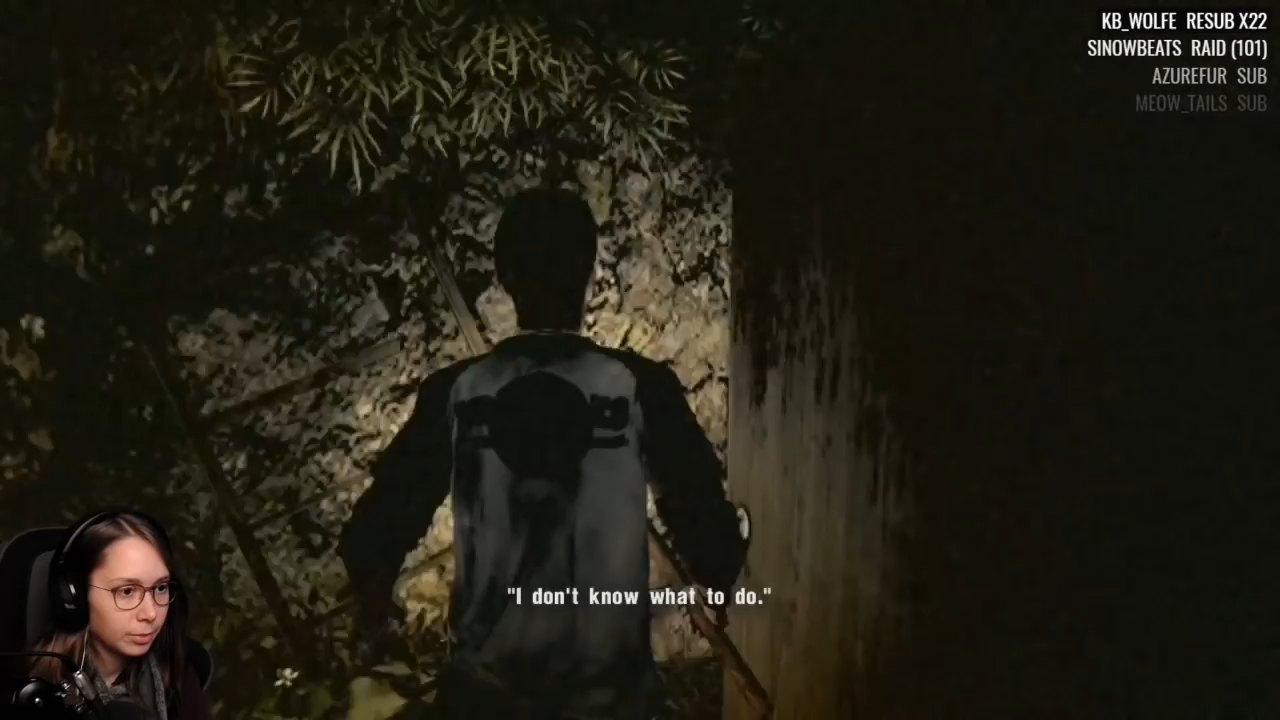 KB_WOLFE RESUB X22
SINOWBEATS RAID (101)
AZUREFUR SUB
MEOW_TAILS SUB
"I don't know what to do."